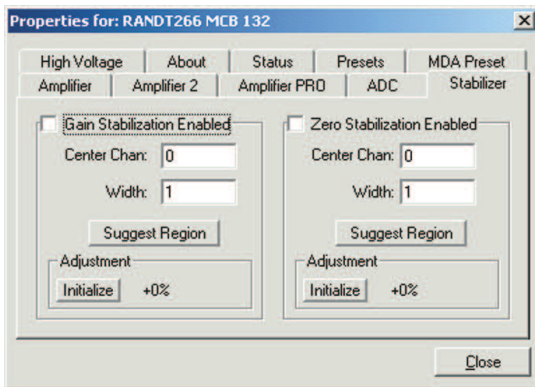 Properties for: RANDT266 MCB 132
High Voltage About Status Presets MDA Preset
Amplifier Amplifier 2 Amplifier PRO ADC Stabilizer
Gain Stabilization Enabled
Center Chan: 0
Width: 1
Suggest Region
Adjustment
Initialize +0%
Zero Stabilization Enabled
Center Chan: 0
Width: 1
Suggest Region
Adjustment
Initialize +0%
Close